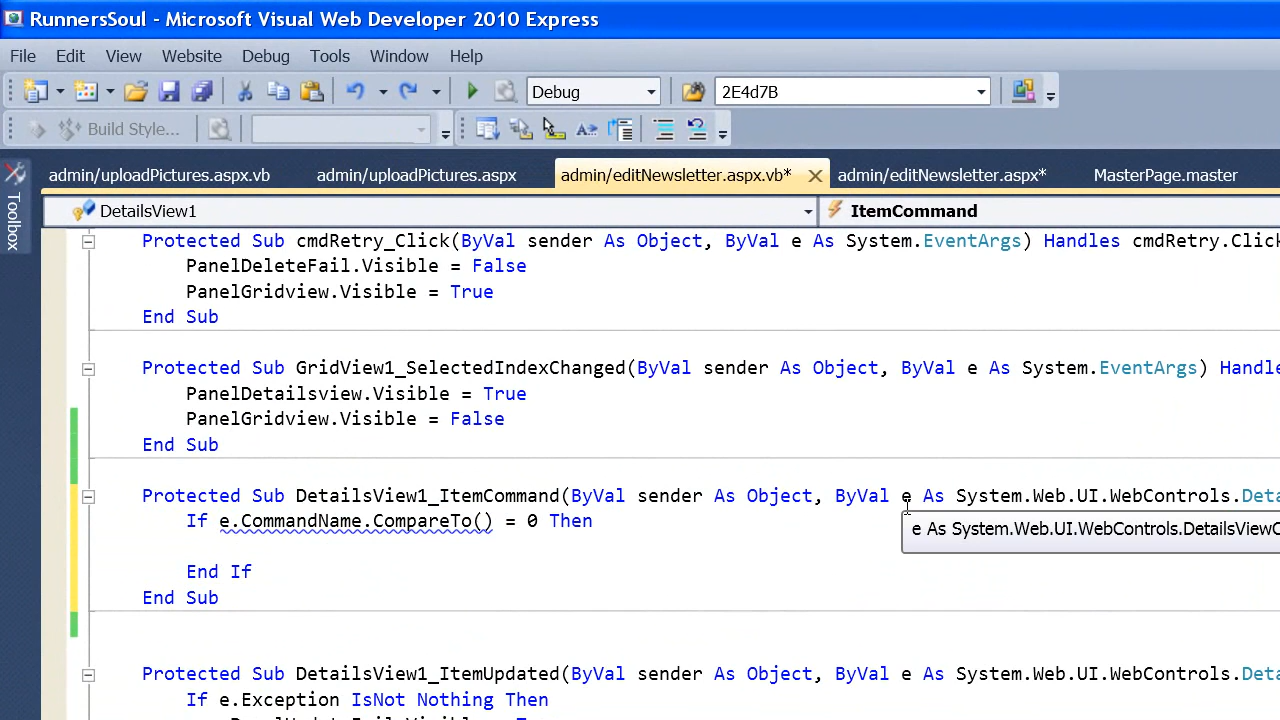 RunnersSoul - Microsoft Visual Web Developer 2010 Express
File Edit View Website Debug Tools Window Help
Debug 2E4d7B
Build Style...
Toolbox
admin/uploadPictures.aspx.vb admin/uploadPictures.aspx admin/editNewsletter.aspx.vb* admin/editNewsletter.aspx* MasterPage.master
DetailsView1 ItemCommand
Protected Sub cmdRetry_Click(ByVal sender As Object, ByVal e As System.EventArgs) Handles cmdRetry.Click
PanelDeleteFail.Visible = False
PanelGridview.Visible = True
End Sub
Protected Sub GridView1_SelectedIndexChanged(ByVal sender As Object, ByVal e As System.EventArgs) Handle
PanelDetailsview.Visible = True
PanelGridview.Visible = False
End Sub
Protected Sub DetailsView1_ItemCommand(ByVal sender As Object, ByVal e As System.Web.UI.WebControls.Deta
If e.CommandName.CompareTo() = 0 Then
e As System.Web.UI.WebControls.DetailsViewC
End If
End Sub
Protected Sub DetailsView1_ItemUpdated(ByVal sender As Object, ByVal e As System.Web.UI.WebControls.Deta
If e.Exception IsNot Nothing Then